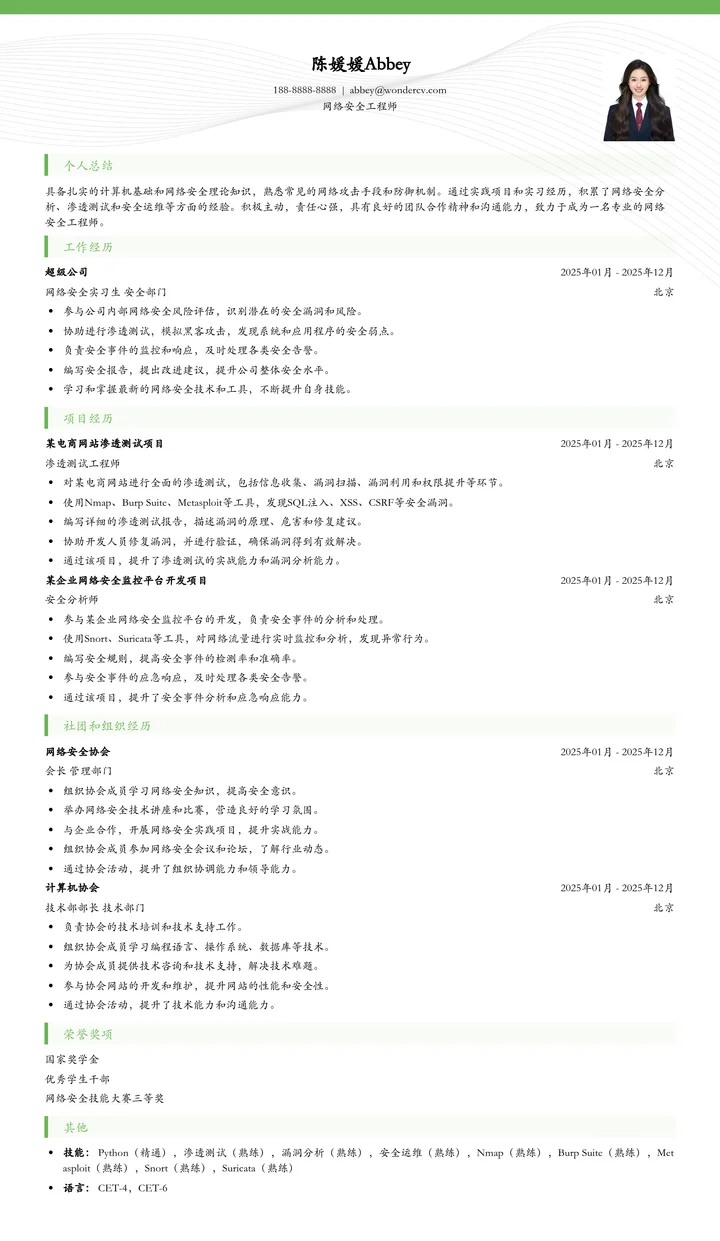 陈媛媛Abbey
188-8888-8888 | abbey@wondercv.com
网络安全工程师
个人总结
具备扎实的计算机基础和网络安全理论知识，熟悉常见的网络攻击手段和防御机制。通过实践项目和实习经历，积累了网络安全分
析、渗透测试和安全运维等方面的经验。积极主动，责任心强，具有良好的团队合作精神和沟通能力，致力于成为一名专业的网络
安全工程师。
工作经历
超级公司 2025年01月 - 2025年12月
网络安全实习生 安全部门 北京
• 参与公司内部网络安全风险评估，识别潜在的安全漏洞和风险。
• 协助进行渗透测试，模拟黑客攻击，发现系统和应用程序的安全弱点。
• 负责安全事件的监控和响应，及时处理各类安全告警。
• 编写安全报告，提出改进建议，提升公司整体安全水平。
• 学习和掌握最新的网络安全技术和工具，不断提升自身技能。
项目经历
某电商网站渗透测试项目 2025年01月 - 2025年12月
渗透测试工程师 北京
• 对某电商网站进行全面的渗透测试，包括信息收集、漏洞扫描、漏洞利用和权限提升等环节。
• 使用Nmap、Burp Suite、Metasploit等工具，发现SQL注入、XSS、CSRF等安全漏洞。
• 编写详细的渗透测试报告，描述漏洞的原理、危害和修复建议。
• 协助开发人员修复漏洞，并进行验证，确保漏洞得到有效解决。
• 通过该项目，提升了渗透测试的实战能力和漏洞分析能力。
某企业网络安全监控平台开发项目 2025年01月 - 2025年12月
安全分析师 北京
• 参与某企业网络安全监控平台的开发，负责安全事件的分析和处理。
• 使用Snort、Suricata等工具，对网络流量进行实时监控和分析，发现异常行为。
• 编写安全规则，提高安全事件的检测率和准确率。
• 参与安全事件的应急响应，及时处理各类安全告警。
• 通过该项目，提升了安全事件分析和应急响应能力。
社团和组织经历
网络安全协会 2025年01月 - 2025年12月
会长 管理部门 北京
• 组织协会成员学习网络安全知识，提高安全意识。
• 举办网络安全技术讲座和比赛，营造良好的学习氛围。
• 与企业合作，开展网络安全实践项目，提升实战能力。
• 组织协会成员参加网络安全会议和论坛，了解行业动态。
• 通过协会活动，提升了组织协调能力和领导能力。
计算机协会 2025年01月 - 2025年12月
技术部部长 技术部门 北京
• 负责协会的技术培训和技术支持工作。
• 组织协会成员学习编程语言、操作系统、数据库等技术。
• 为协会成员提供技术咨询和技术支持，解决技术难题。
• 参与协会网站的开发和维护，提升网站的性能和安全性。
• 通过协会活动，提升了技术能力和沟通能力。
荣誉奖项
国家奖学金
优秀学生干部
网络安全技能大赛三等奖
其他
• 技能： Python（精通）, 渗透测试（熟练）, 漏洞分析（熟练）, 安全运维（熟练）, Nmap（熟练）, Burp Suite（熟练）, Met
asploit（熟练）, Snort（熟练）, Suricata（熟练）
• 语言： CET-4，CET-6